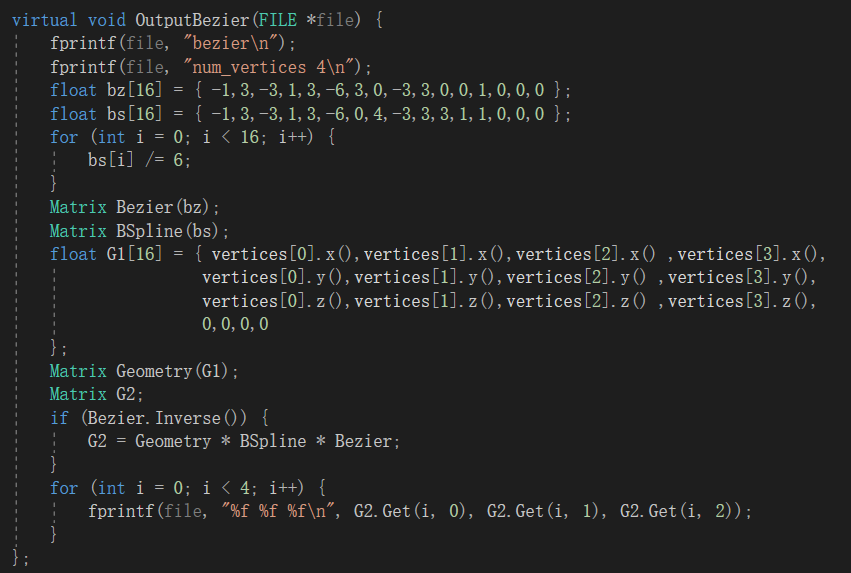 virtual void OutputBezier(FILE *file) {
    fprintf(file, "bezier\n");
    fprintf(file, "num_vertices 4\n");
    float bz[16] = { -1,3,-3,1,3,-6,3,0,-3,3,0,0,1,0,0,0 };
    float bs[16] = { -1,3,-3,1,3,-6,0,4,-3,3,3,1,1,0,0,0 };
    for (int i = 0; i < 16; i++) {
        bs[i] /= 6;
    }
    Matrix Bezier(bz);
    Matrix BSpline(bs);
    float G1[16] = { vertices[0].x(),vertices[1].x(),vertices[2].x() ,vertices[3].x(),
                    vertices[0].y(),vertices[1].y(),vertices[2].y() ,vertices[3].y(),
                    vertices[0].z(),vertices[1].z(),vertices[2].z() ,vertices[3].z(),
                    0,0,0,0
    };
    Matrix Geometry(G1);
    Matrix G2;
    if (Bezier.Inverse()) {
        G2 = Geometry * BSpline * Bezier;
    }
    for (int i = 0; i < 4; i++) {
        fprintf(file, "%f %f %f\n", G2.Get(i, 0), G2.Get(i, 1), G2.Get(i, 2));
    }
};